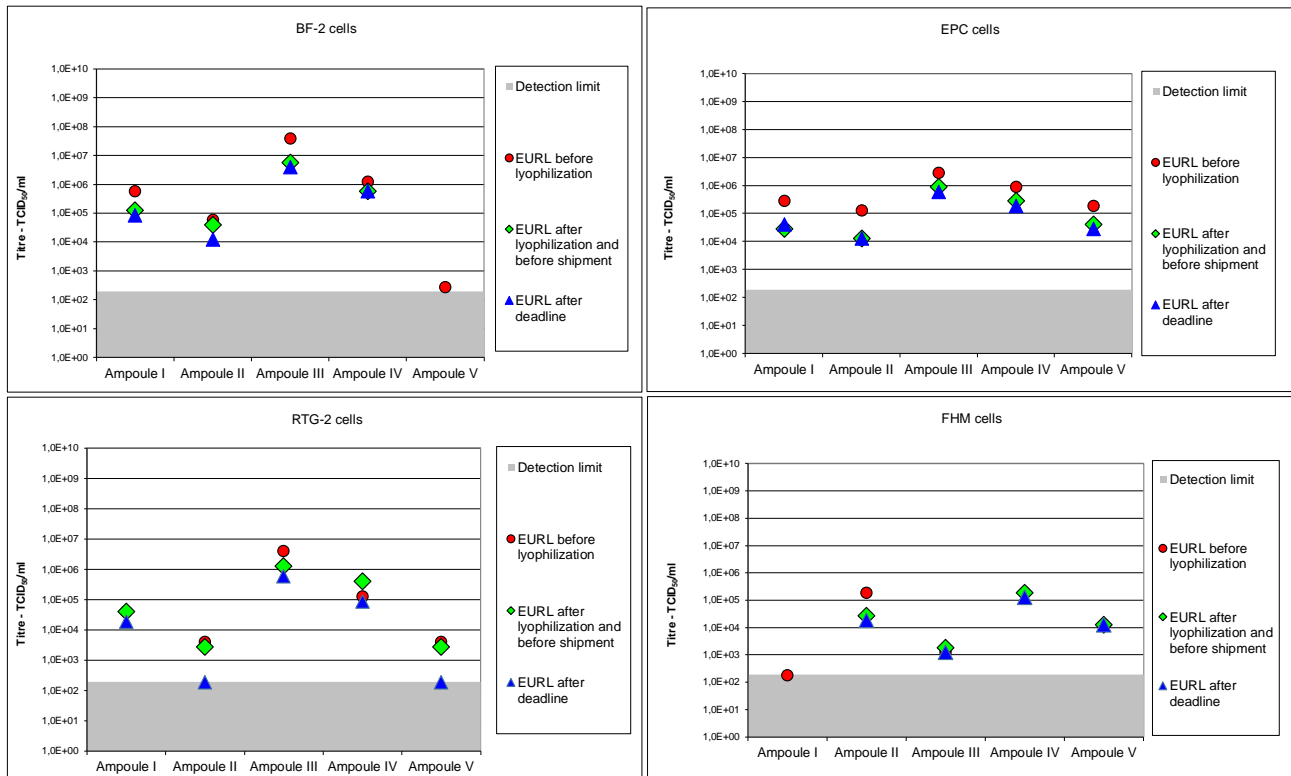 BF-2 cells
Titre - TCID50/ml
1,0E+10
1,0E+09
1,0E+08
1,0E+07
1,0E+06
1,0E+05
1,0E+04
1,0E+03
1,0E+02
1,0E+01
1,0E+00
Ampoule I Ampoule II Ampoule III Ampoule IV Ampoule V
Detection limit
EURL before
lyophilization
EURL after
lyophilization and
before shipment
EURL after
deadline
EPC cells
Titre - TCID50/ml
1,0E+10
1,0E+09
1,0E+08
1,0E+07
1,0E+06
1,0E+05
1,0E+04
1,0E+03
1,0E+02
1,0E+01
1,0E+00
Ampoule I Ampoule II Ampoule III Ampoule IV Ampoule V
Detection limit
EURL before
lyophilization
EURL after
lyophilization and
before shipment
EURL after
deadline
RTG-2 cells
Titre - TCID50/ml
1,0E+10
1,0E+09
1,0E+08
1,0E+07
1,0E+06
1,0E+05
1,0E+04
1,0E+03
1,0E+02
1,0E+01
1,0E+00
Ampoule I Ampoule II Ampoule III Ampoule IV Ampoule V
Detection limit
EURL before
lyophilization
EURL after
lyophilization and
before shipment
EURL after
deadline
FHM cells
Titre - TCID50/ml
1,0E+10
1,0E+09
1,0E+08
1,0E+07
1,0E+06
1,0E+05
1,0E+04
1,0E+03
1,0E+02
1,0E+01
1,0E+00
Ampoule I Ampoule II Ampoule III Ampoule IV Ampoule V
Detection limit
EURL before
lyophilization
EURL after
lyophilization and
before shipment
EURL after
deadline